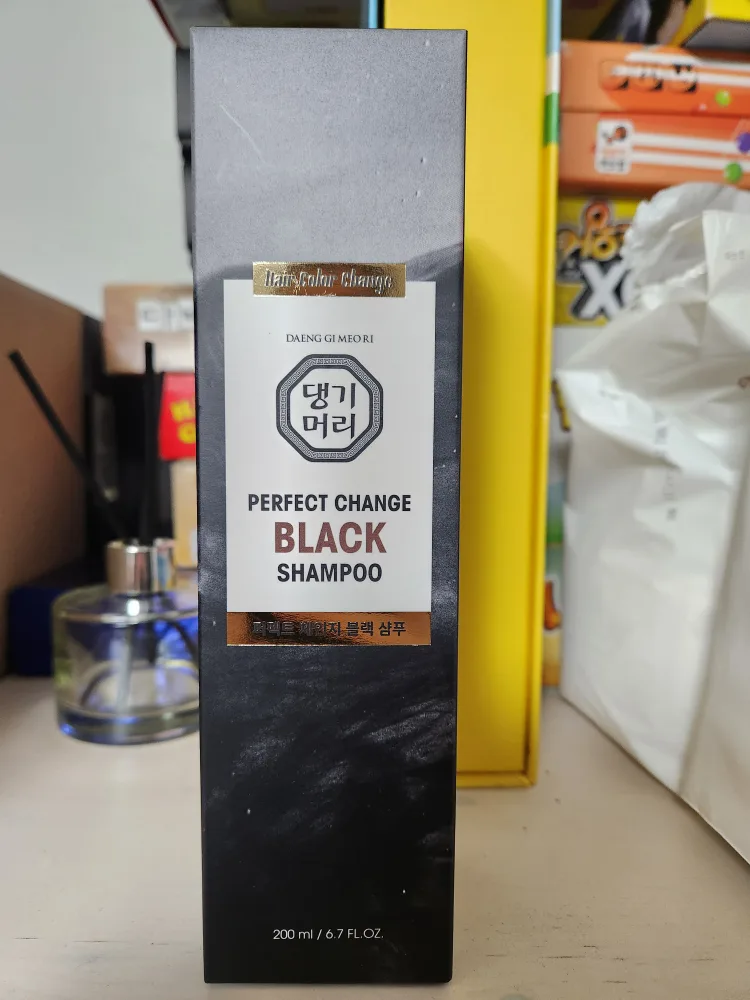 Hair Color Change
DAENG GI MEO RI
댕기
머리
PERFECT CHANGE
BLACK
SHAMPOO
퍼펙트 체인지 블랙 샴푸
200 ml / 6.7 FL.OZ.